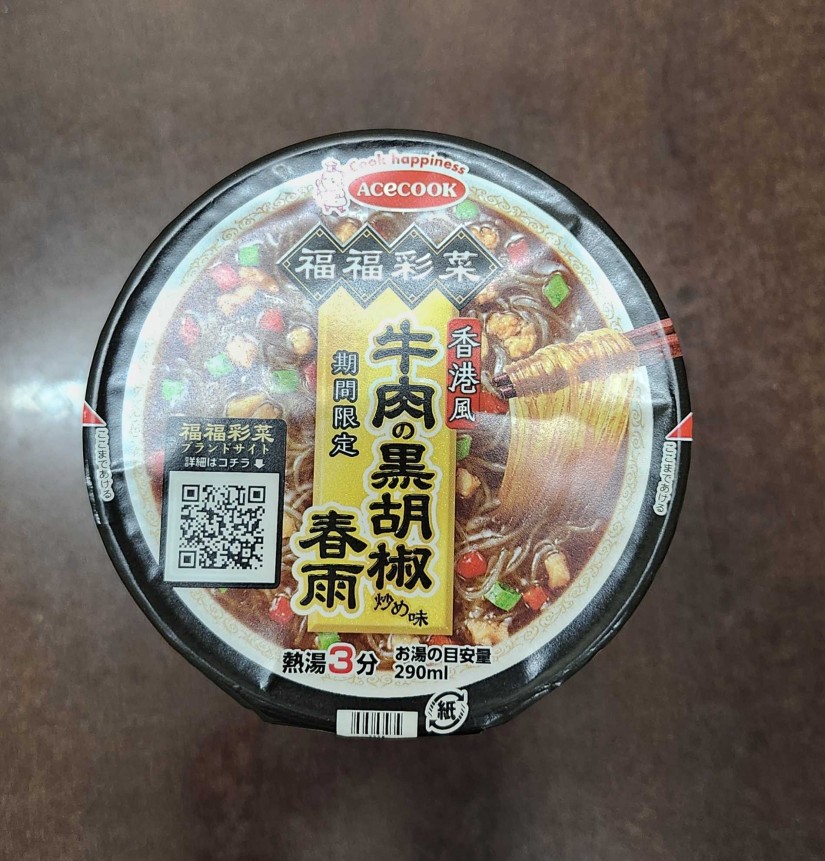 Cook happiness
ACECOOK
福福彩菜
香港風
牛肉の黒胡椒
炒め味
春雨
期間限定
福福彩菜
ブランドサイト
詳細はコチラ
ここまであける
ここまであける
熱湯3分
お湯の目安量
290ml
紙